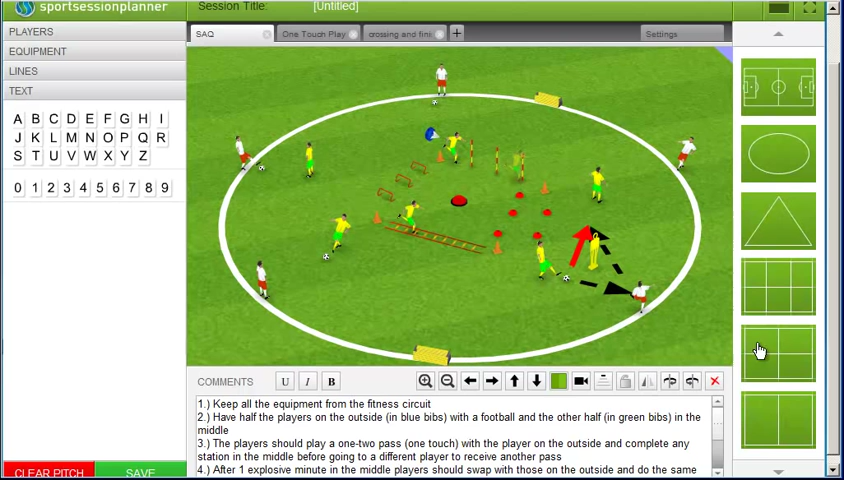 sportsessionplanner
Session Title: [Untitled]
PLAYERS
EQUIPMENT
LINES
TEXT
A B C D E F G H I
J K L M N O P Q R
S T U V W X Y Z
0 1 2 3 4 5 6 7 8 9
SAQ
One Touch Play
crossing and fini
Settings
COMMENTS
U I B
1.) Keep all the equipment from the fitness circuit
2.) Have half the players on the outside (in blue bibs) with a football and the other half (in green bibs) in the
middle
3.) The players should play a one-two pass (one touch) with the player on the outside and complete any
station in the middle before going to a different player to receive another pass
4.) After 1 explosive minute in the middle players should swap with those on the outside and do the same
CLEAR PITCH
SAVE